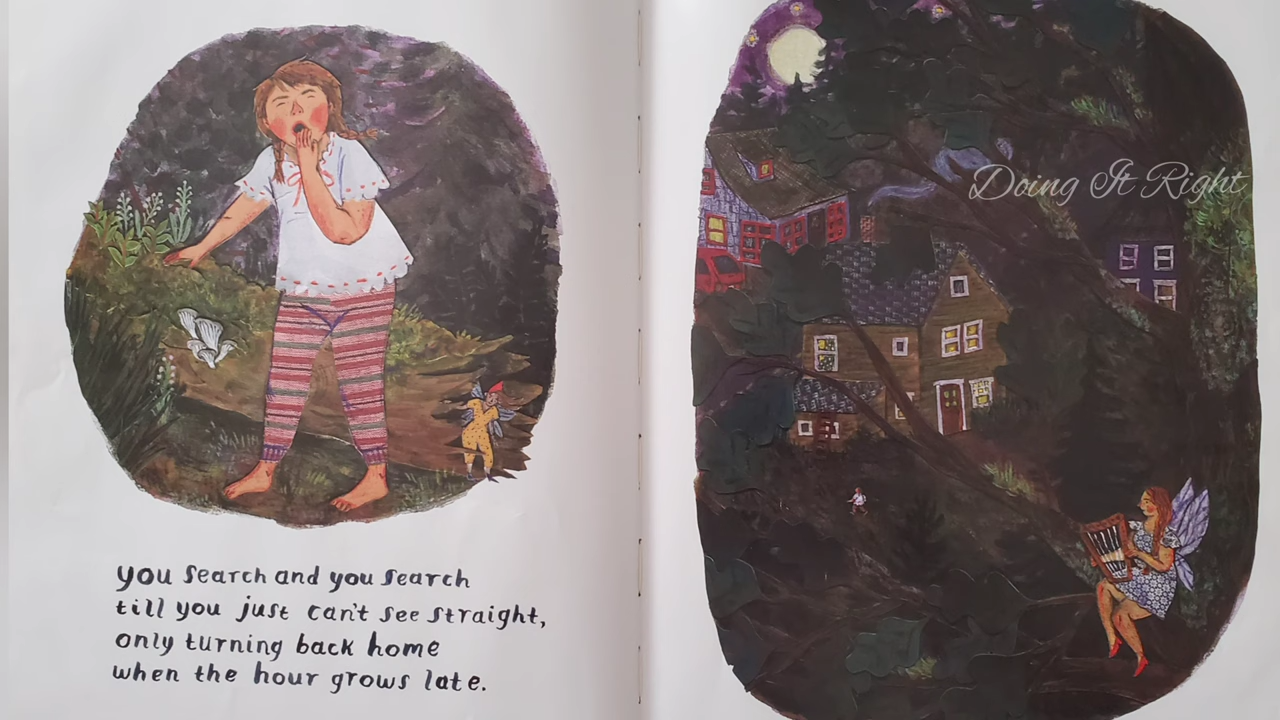 you search and you search
till you just can't see straight,
only turning back home
when the hour grows late.
Doing It Right